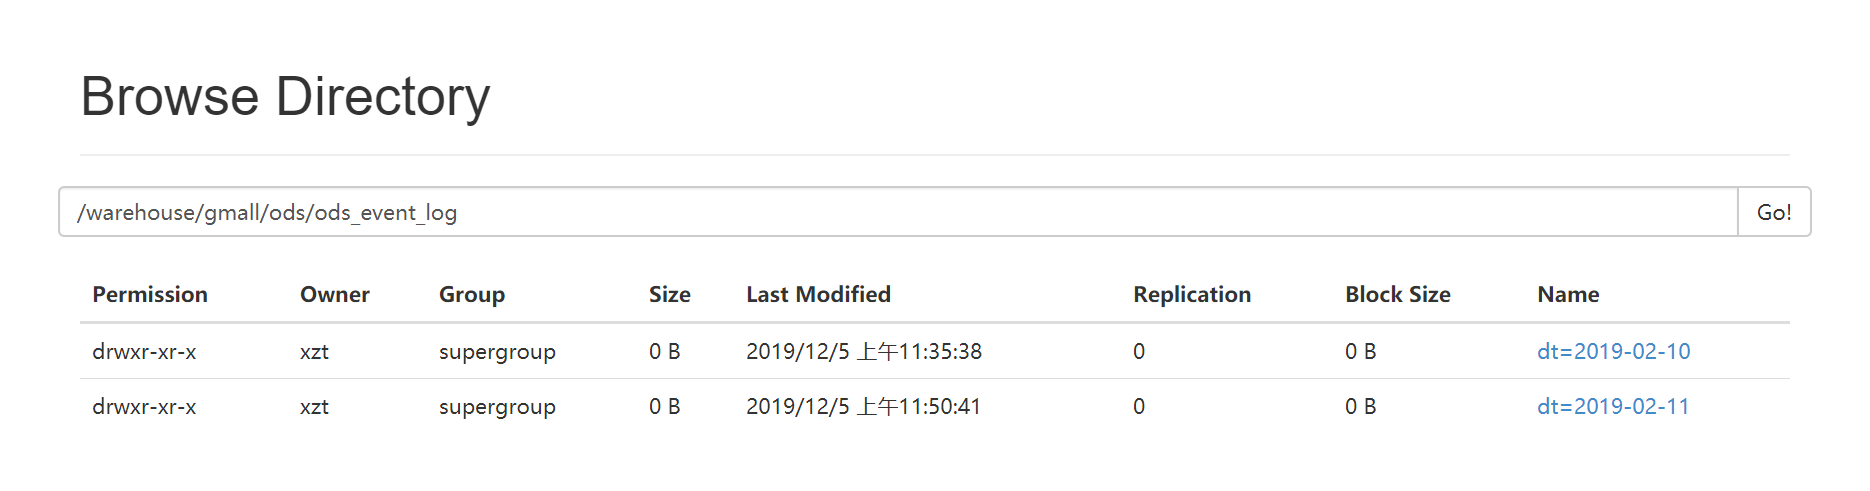 Browse Directory
/warehouse/gmall/ods/ods_event_log Go!
Permission Owner Group Size Last Modified Replication Block Size Name
drwxr-xr-x xzt supergroup 0 B 2019/12/5 上午11:35:38 0 0 B dt=2019-02-10
drwxr-xr-x xzt supergroup 0 B 2019/12/5 上午11:50:41 0 0 B dt=2019-02-11